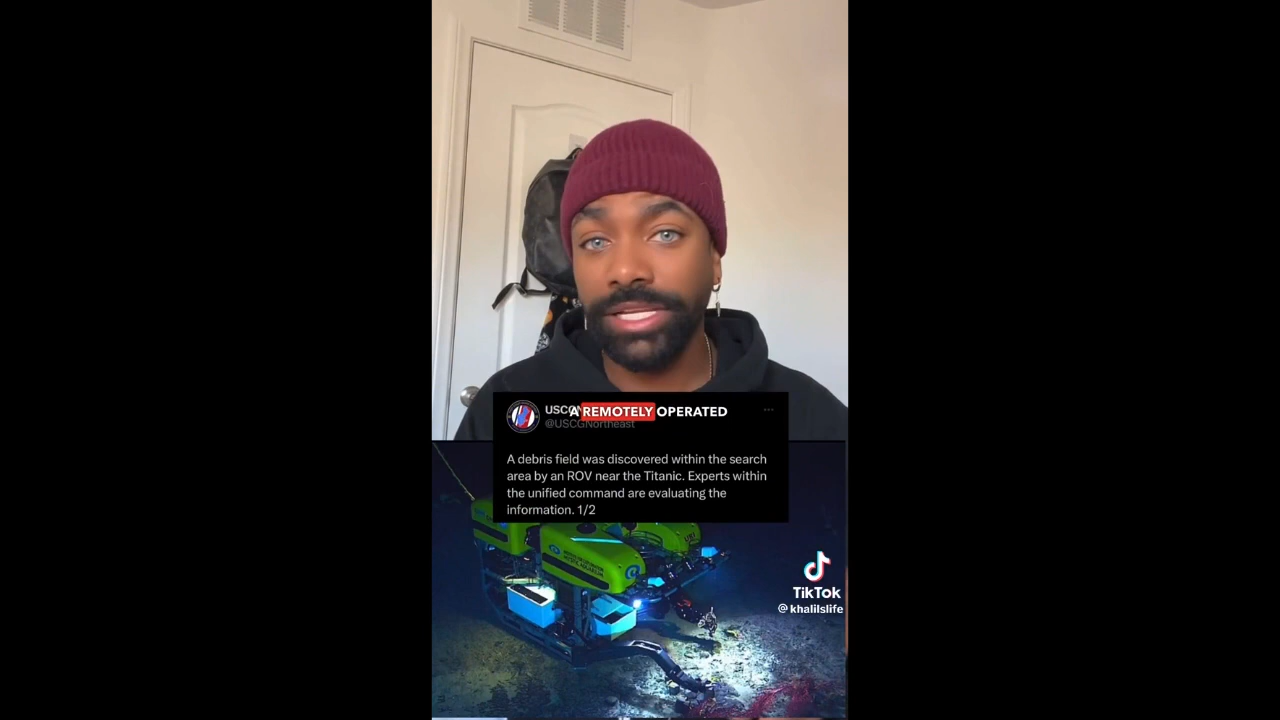 A REMOTELY OPERATED
@USCGNortheast
A debris field was discovered within the search
area by an ROV near the Titanic. Experts within
the unified command are evaluating the
information. 1/2
TikTok
@khalilslife